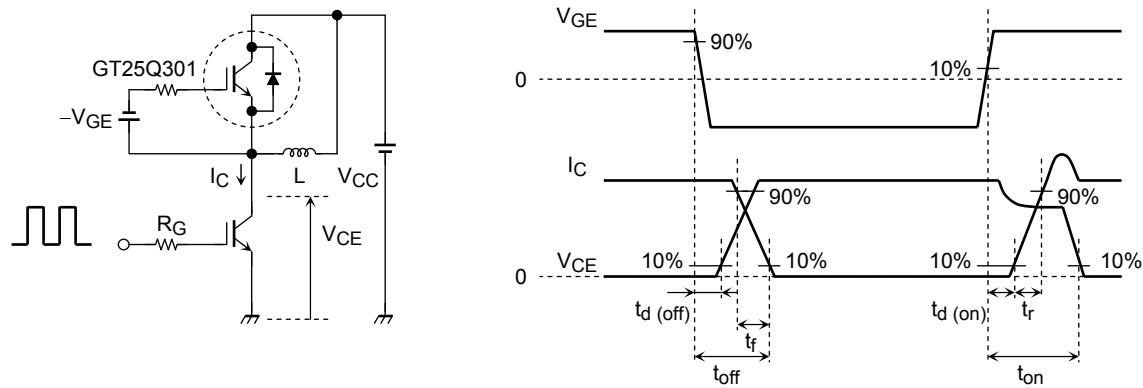 GT25Q301
−VGE
IC
L
VCC
RG
VCE
VGE
90%
10%
0
IC
90%
90%
VCE
10%
10%
10%
10%
0
td (off)
tf
toff
td (on)
tr
ton